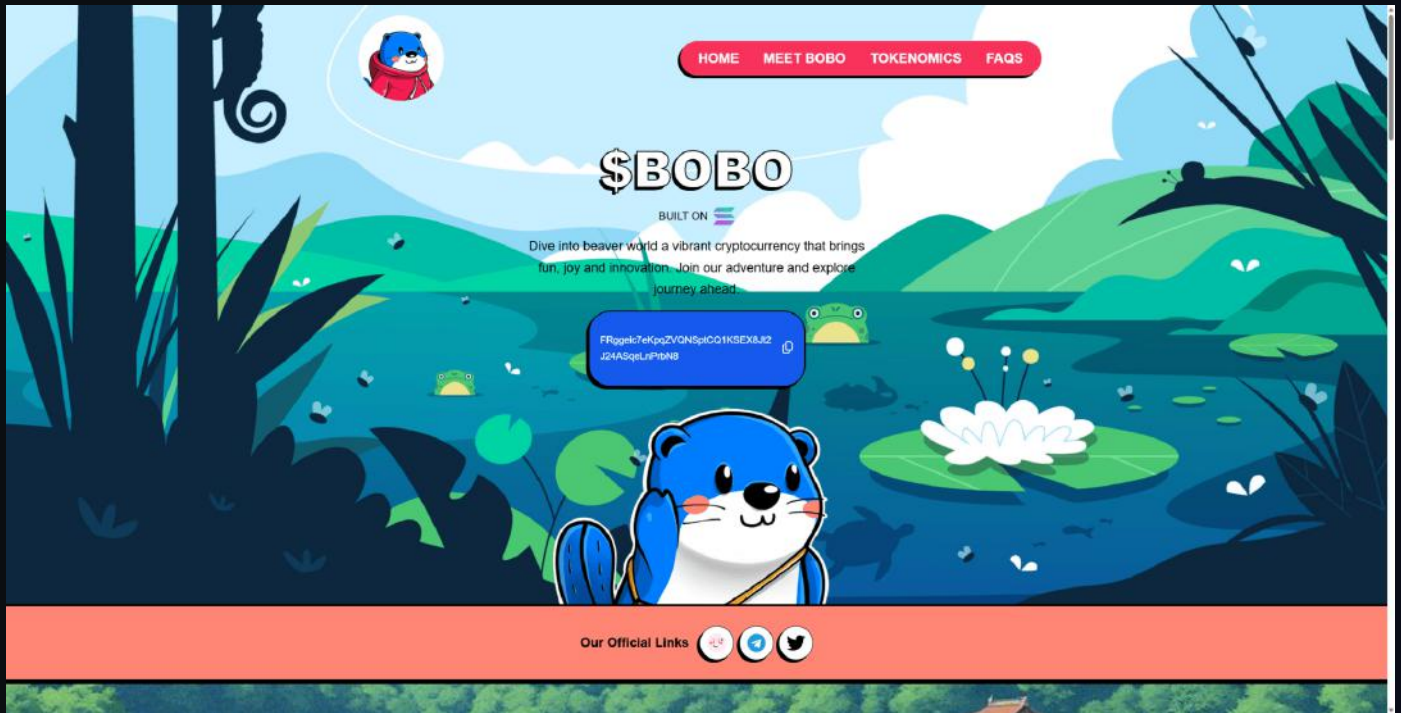 HOME MEET BOBO TOKENOMICS FAQS
$BOBO
BUILT ON
Dive into beaver world a vibrant cryptocurrency that brings
fun, joy and innovation. Join our adventure and explore
journey ahead.
Our Official Links